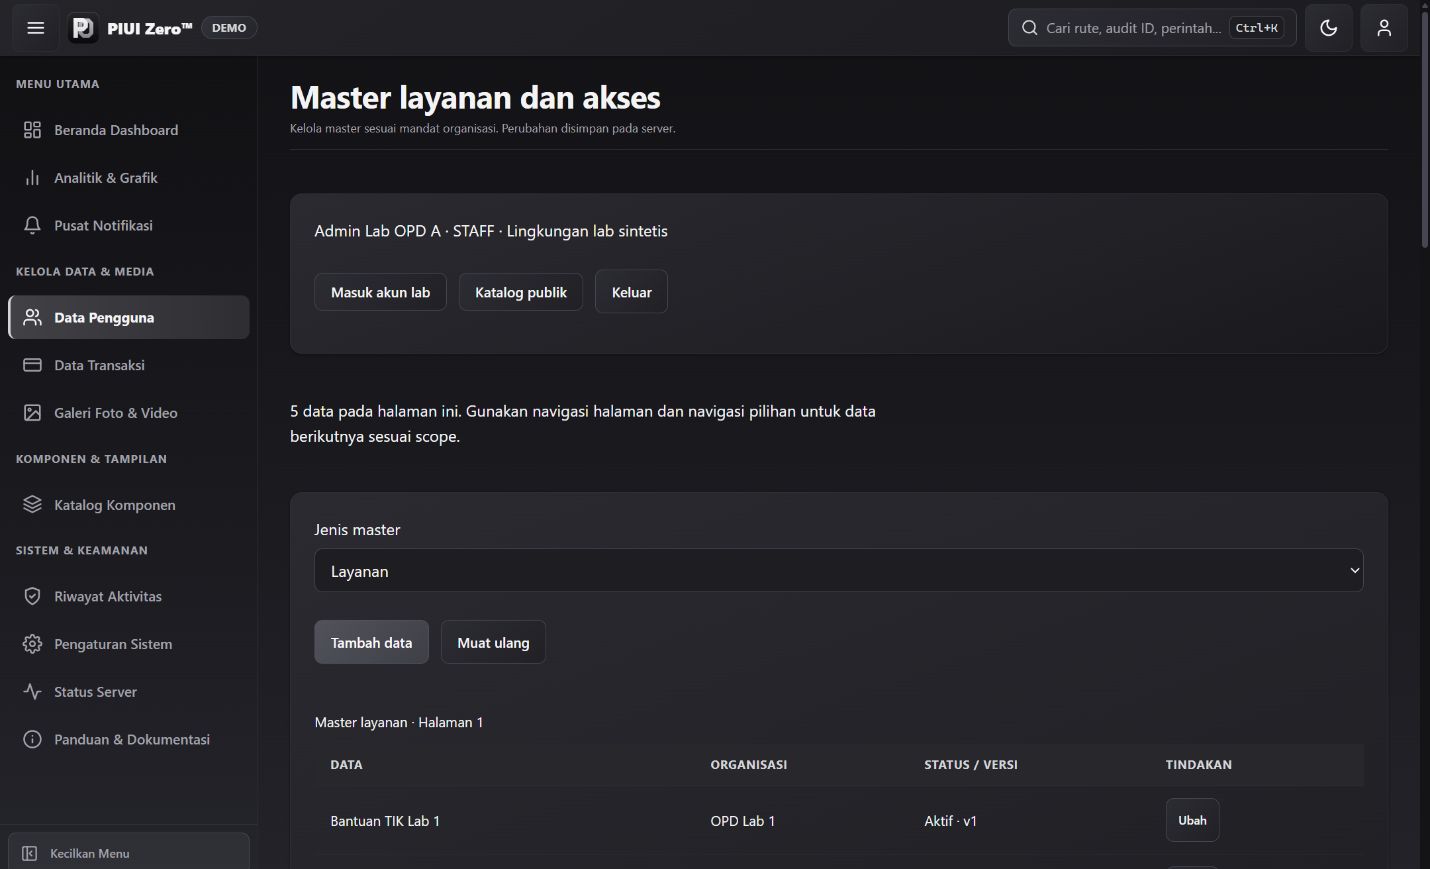 PIUI Zero™ DEMO
Cari rute, audit ID, perintah... Ctrl+K
MENU UTAMA
Beranda Dashboard
Analitik & Grafik
Pusat Notifikasi
KELOLA DATA & MEDIA
Data Pengguna
Data Transaksi
Galeri Foto & Video
KOMPONEN & TAMPILAN
Katalog Komponen
SISTEM & KEAMANAN
Riwayat Aktivitas
Pengaturan Sistem
Status Server
Panduan & Dokumentasi
Kecilkan Menu
Master layanan dan akses
Kelola master sesuai mandat organisasi. Perubahan disimpan pada server.
Admin Lab OPD A · STAFF · Lingkungan lab sintetis
Masuk akun lab Katalog publik Keluar
5 data pada halaman ini. Gunakan navigasi halaman dan navigasi pilihan untuk data
berikutnya sesuai scope.
Jenis master
Layanan
Tambah data Muat ulang
Master layanan · Halaman 1
DATA ORGANISASI STATUS / VERSI TINDAKAN
Bantuan TIK Lab 1 OPD Lab 1 Aktif · v1 Ubah